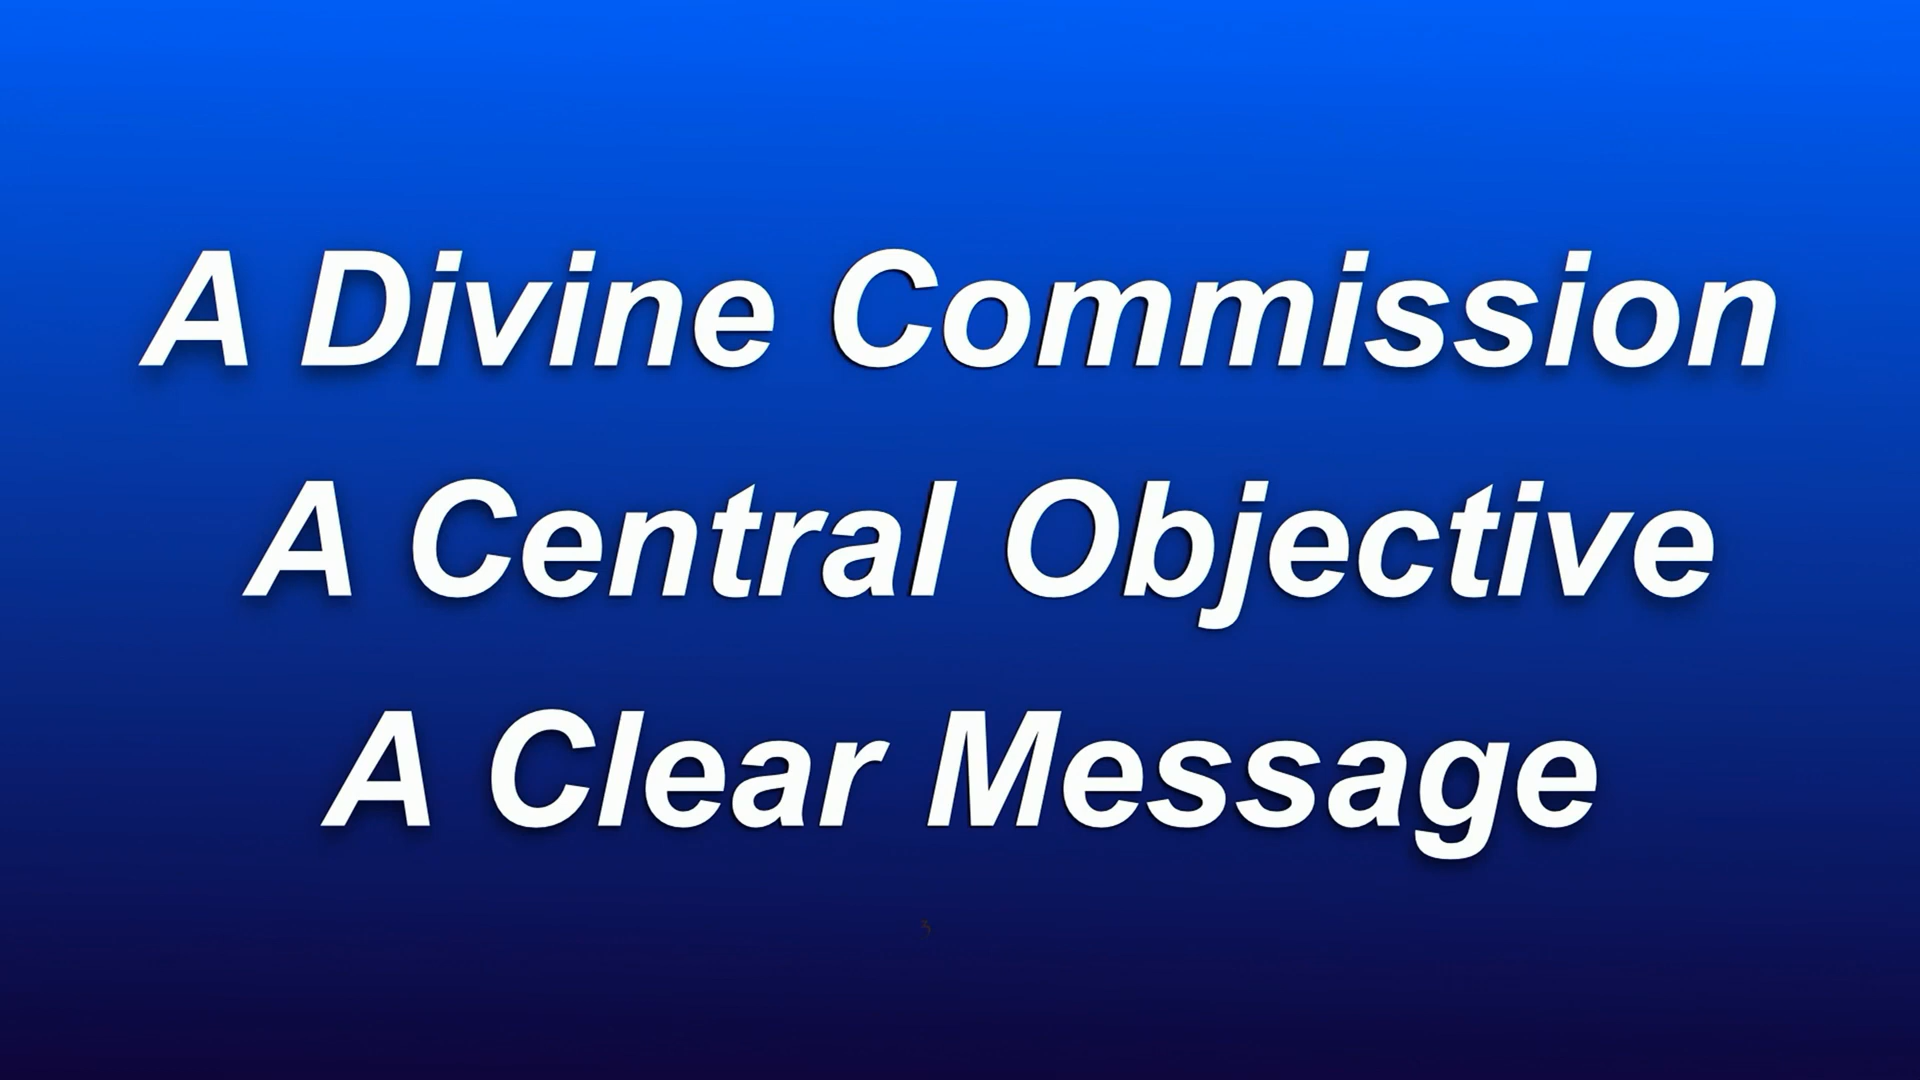 A Divine Commission
A Central Objective
A Clear Message